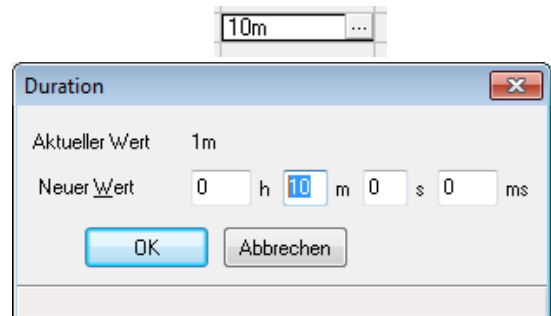 10m ...
Duration
Aktueller Wert 1m
Neuer Wert 0 h 10 m 0 s 0 ms
OK Abbrechen